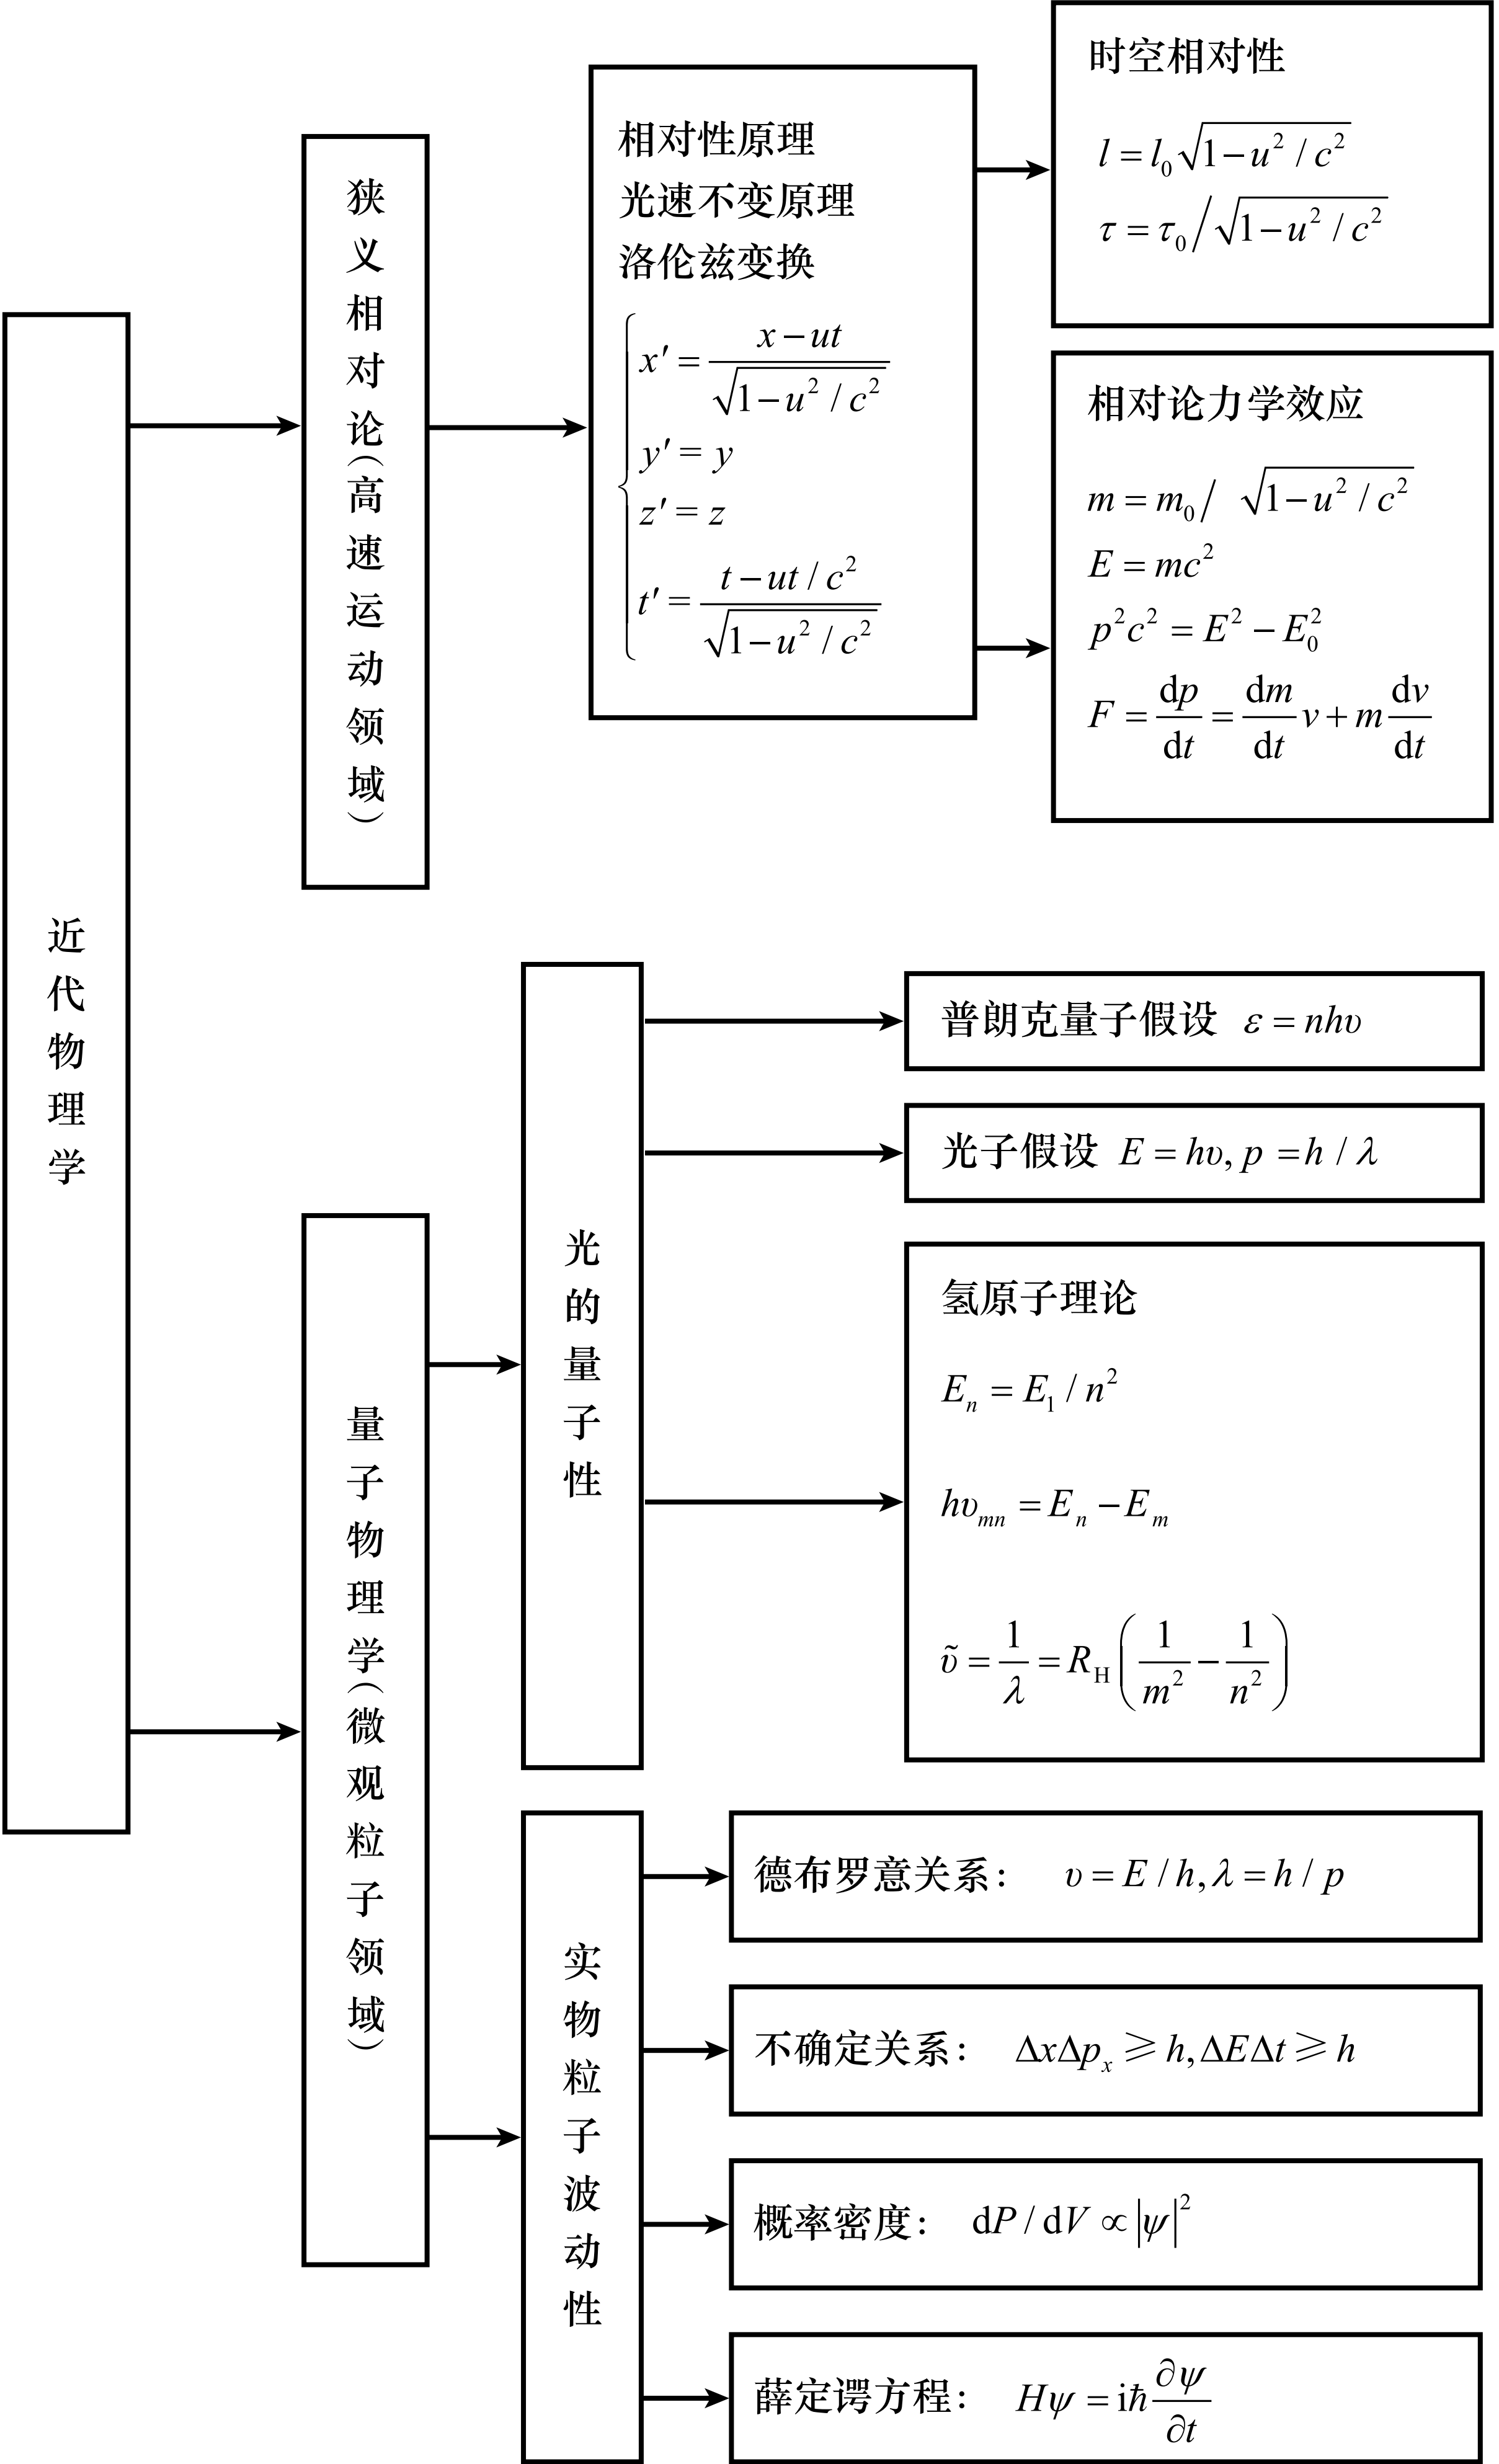 近代物理学
狭义相对论(高速运动领域)
相对性原理
光速不变原理
洛伦兹变换
x′ = (x − ut) / √(1 − u² / c²)
y′ = y
z′ = z
t′ = (t − ut / c²) / √(1 − u² / c²)
时空相对性
l = l₀√(1 − u² / c²)
τ = τ₀/√(1 − u² / c²)
相对论力学效应
m = m₀/ √(1 − u² / c²)
E = mc²
p²c² = E² − E₀²
F = dp/dt = dm/dt v + m dv/dt
量子物理学(微观粒子领域)
光的量子性
普朗克量子假设 ε = nhυ
光子假设 E = hυ, p = h / λ
氢原子理论
Eₙ = E₁ / n²
hυₘₙ = Eₙ − Eₘ
υ̃ = 1/λ = R_H (1/m² − 1/n²)
实物粒子波动性
德布罗意关系： υ = E / h, λ = h / p
不确定关系： ΔxΔpₓ ⩾ h, ΔEΔt ⩾ h
概率密度： dP / dV ∝ |ψ|²
薛定谔方程： Hψ = iħ ∂ψ/∂t